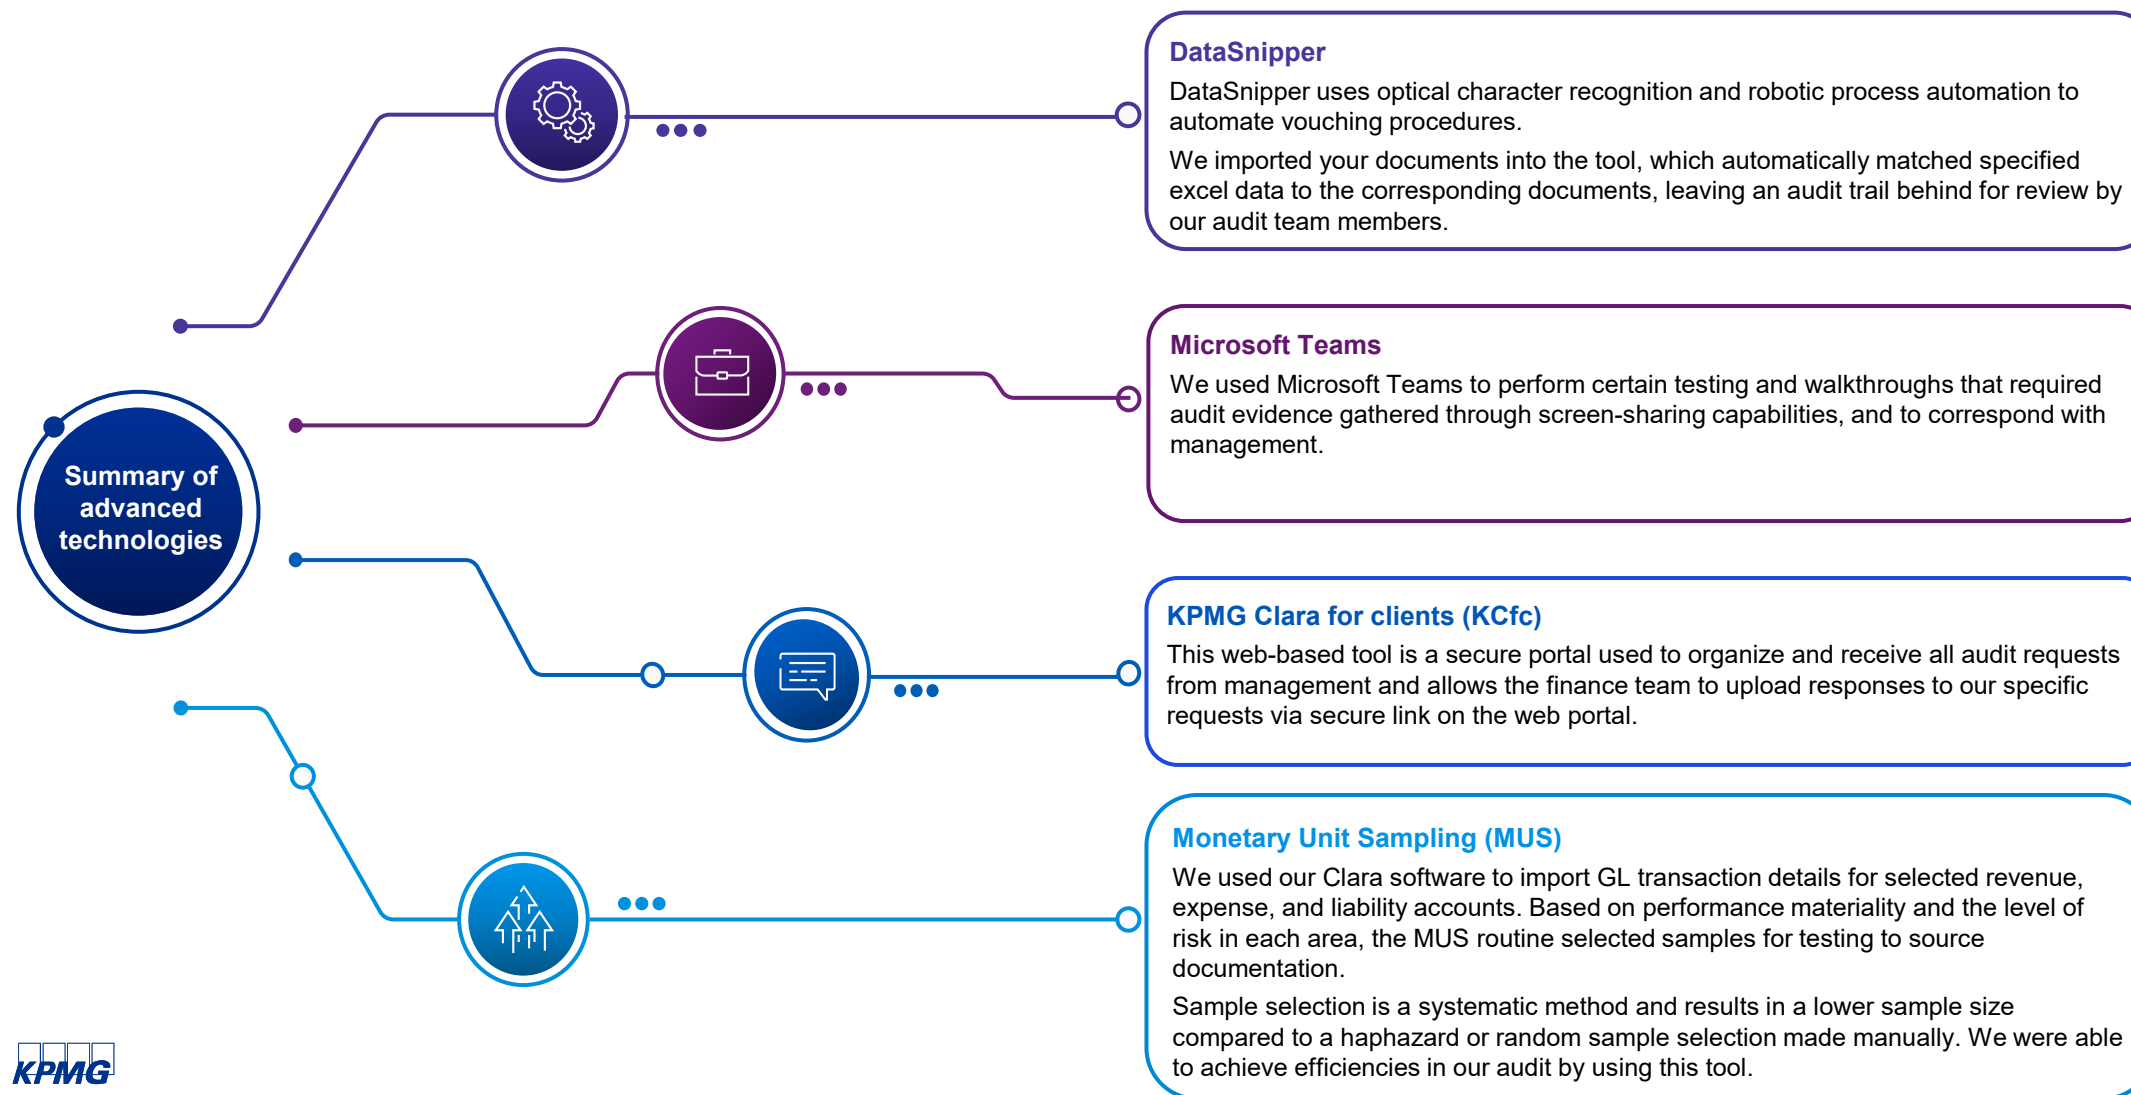 DataSnipper
DataSnipper uses optical character recognition and robotic process automation to
automate vouching procedures.
We imported your documents into the tool, which automatically matched specified
excel data to the corresponding documents, leaving an audit trail behind for review by
our audit team members.
Microsoft Teams
We used Microsoft Teams to perform certain testing and walkthroughs that required
audit evidence gathered through screen-sharing capabilities, and to correspond with
management.
Summary of
advanced
technologies
KPMG Clara for clients (KCfc)
This web-based tool is a secure portal used to organize and receive all audit requests
from management and allows the finance team to upload responses to our specific
requests via secure link on the web portal.
Monetary Unit Sampling (MUS)
We used our Clara software to import GL transaction details for selected revenue,
expense, and liability accounts. Based on performance materiality and the level of
risk in each area, the MUS routine selected samples for testing to source
documentation.
Sample selection is a systematic method and results in a lower sample size
compared to a haphazard or random sample selection made manually. We were able
to achieve efficiencies in our audit by using this tool.
KPMG